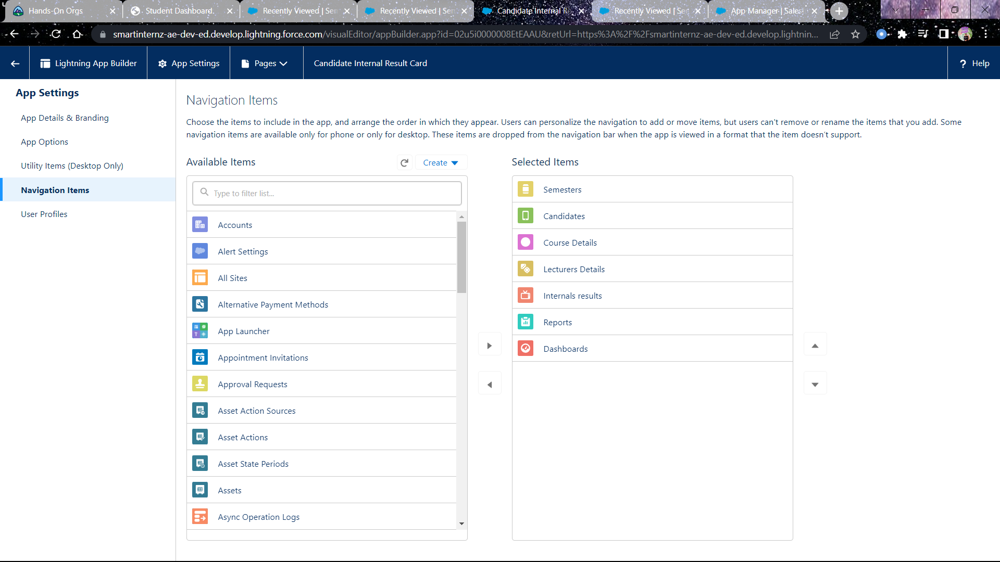 Hands-On Orgs
Student Dashboard.
Recently Viewed | Sem
Recently Viewed | Sem
Candidate Internal Re
Recently Viewed | Se
App Manager | Sales
smartinternz-ae-dev-ed.develop.lightning.force.com/visualEditor/appBuilder.app?id=02u5i0000008EtEAAU&retUrl=https%3A%2F%2Fsmartinternz-ae-dev-ed.develop.lightnin...
Lightning App Builder
App Settings
Pages
Candidate Internal Result Card
? Help
App Settings
App Details & Branding
App Options
Utility Items (Desktop Only)
Navigation Items
User Profiles
Navigation Items
Choose the items to include in the app, and arrange the order in which they appear. Users can personalize the navigation to add or move items, but users can't remove or rename the items that you add. Some
navigation items are available only for phone or only for desktop. These items are dropped from the navigation bar when the app is viewed in a format that the item doesn't support.
Available Items
Create
Type to filter list...
Accounts
Alert Settings
All Sites
Alternative Payment Methods
App Launcher
Appointment Invitations
Approval Requests
Asset Action Sources
Asset Actions
Asset State Periods
Assets
Async Operation Logs
Selected Items
Semesters
Candidates
Course Details
Lecturers Details
Internals results
Reports
Dashboards